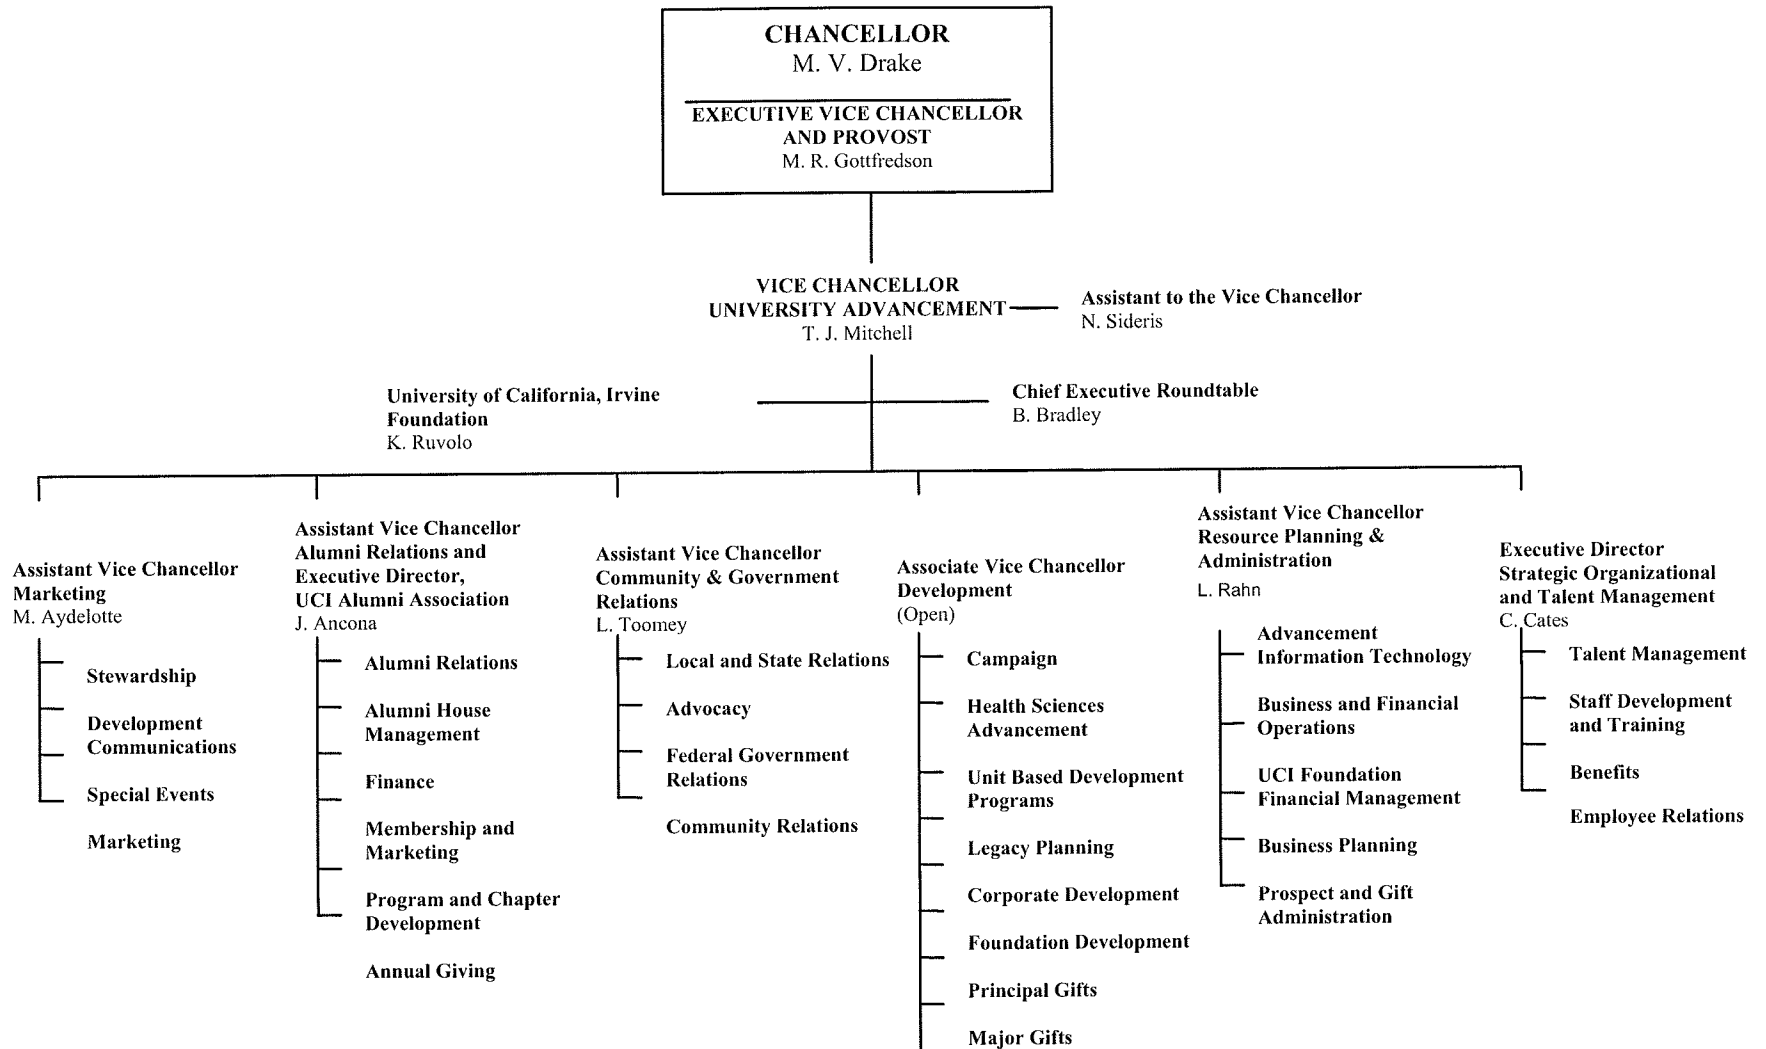 CHANCELLOR
M. V. Drake
EXECUTIVE VICE CHANCELLOR
AND PROVOST
M. R. Gottfredson
VICE CHANCELLOR
UNIVERSITY ADVANCEMENT
T. J. Mitchell
Assistant to the Vice Chancellor
N. Sideris
University of California, Irvine
Foundation
K. Ruvolo
Chief Executive Roundtable
B. Bradley
Assistant Vice Chancellor
Marketing
M. Aydelotte
Stewardship
Development
Communications
Special Events
Marketing
Assistant Vice Chancellor
Alumni Relations and
Executive Director,
UCI Alumni Association
J. Ancona
Alumni Relations
Alumni House
Management
Finance
Membership and
Marketing
Program and Chapter
Development
Annual Giving
Assistant Vice Chancellor
Community & Government
Relations
L. Toomey
Local and State Relations
Advocacy
Federal Government
Relations
Community Relations
Associate Vice Chancellor
Development
(Open)
Campaign
Health Sciences
Advancement
Unit Based Development
Programs
Legacy Planning
Corporate Development
Foundation Development
Principal Gifts
Major Gifts
Assistant Vice Chancellor
Resource Planning &
Administration
L. Rahn
Advancement
Information Technology
Business and Financial
Operations
UCI Foundation
Financial Management
Business Planning
Prospect and Gift
Administration
Executive Director
Strategic Organizational
and Talent Management
C. Cates
Talent Management
Staff Development
and Training
Benefits
Employee Relations